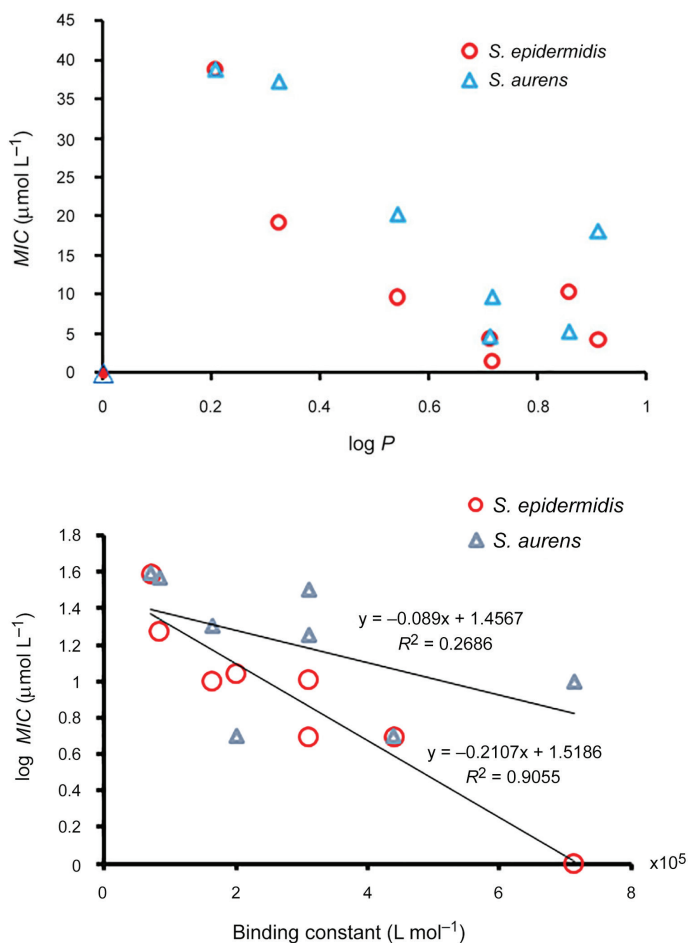 S. epidermidis
S. aurens
MIC (μmol L⁻¹)
45
40
35
30
25
20
15
10
5
0
0 0.2 0.4 0.6 0.8 1
log P
S. epidermidis
S. aurens
log MIC (μmol L⁻¹)
1.8
1.6
1.4
1.2
1
0.8
0.6
0.4
0.2
0
y = –0.089x + 1.4567
R² = 0.2686
y = –0.2107x + 1.5186
R² = 0.9055
0 2 4 6 8 x10⁵
Binding constant (L mol⁻¹)